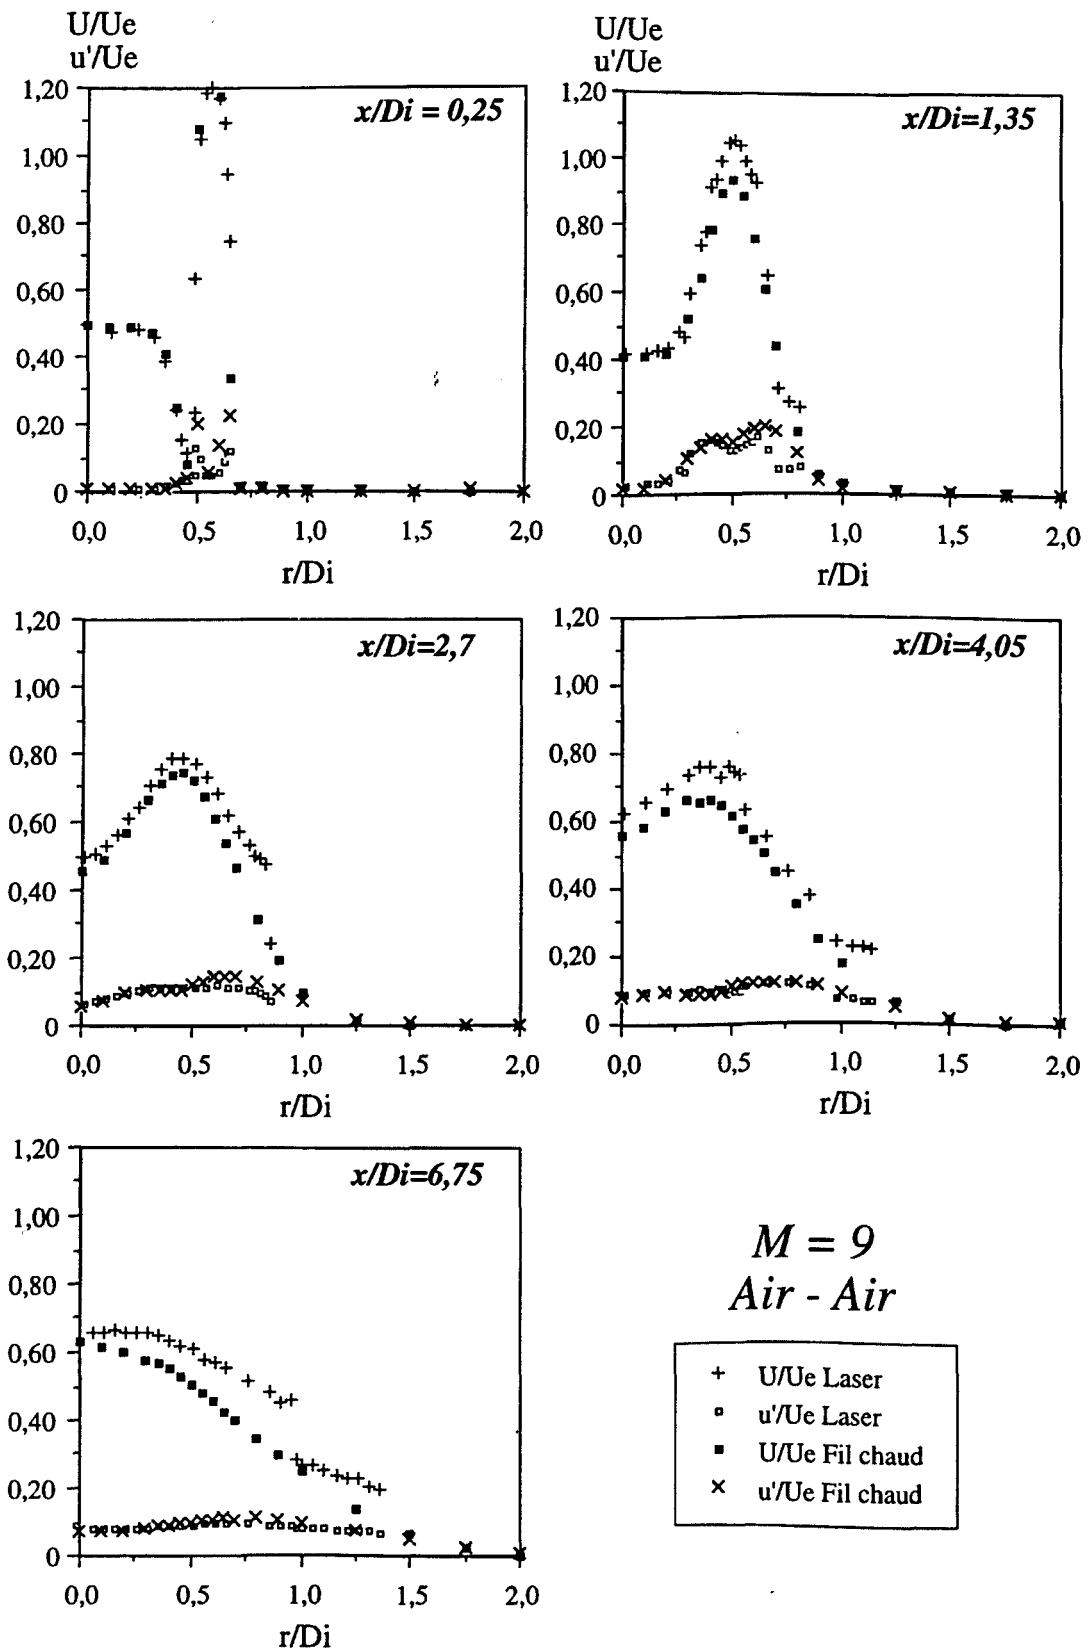 U/Ue
u'/Ue
1,20
1,00
0,80
0,60
0,40
0,20
0
x/Di = 0,25
0,0 0,5 1,0 1,5 2,0
r/Di
U/Ue
u'/Ue
1,20
1,00
0,80
0,60
0,40
0,20
0
x/Di=1,35
0,0 0,5 1,0 1,5 2,0
r/Di
1,20
1,00
0,80
0,60
0,40
0,20
0
x/Di=2,7
0,0 0,5 1,0 1,5 2,0
r/Di
1,20
1,00
0,80
0,60
0,40
0,20
0
x/Di=4,05
0,0 0,5 1,0 1,5 2,0
r/Di
1,20
1,00
0,80
0,60
0,40
0,20
0
x/Di=6,75
0,0 0,5 1,0 1,5 2,0
r/Di
M = 9
Air - Air
U/Ue Laser
u'/Ue Laser
U/Ue Fil chaud
u'/Ue Fil chaud